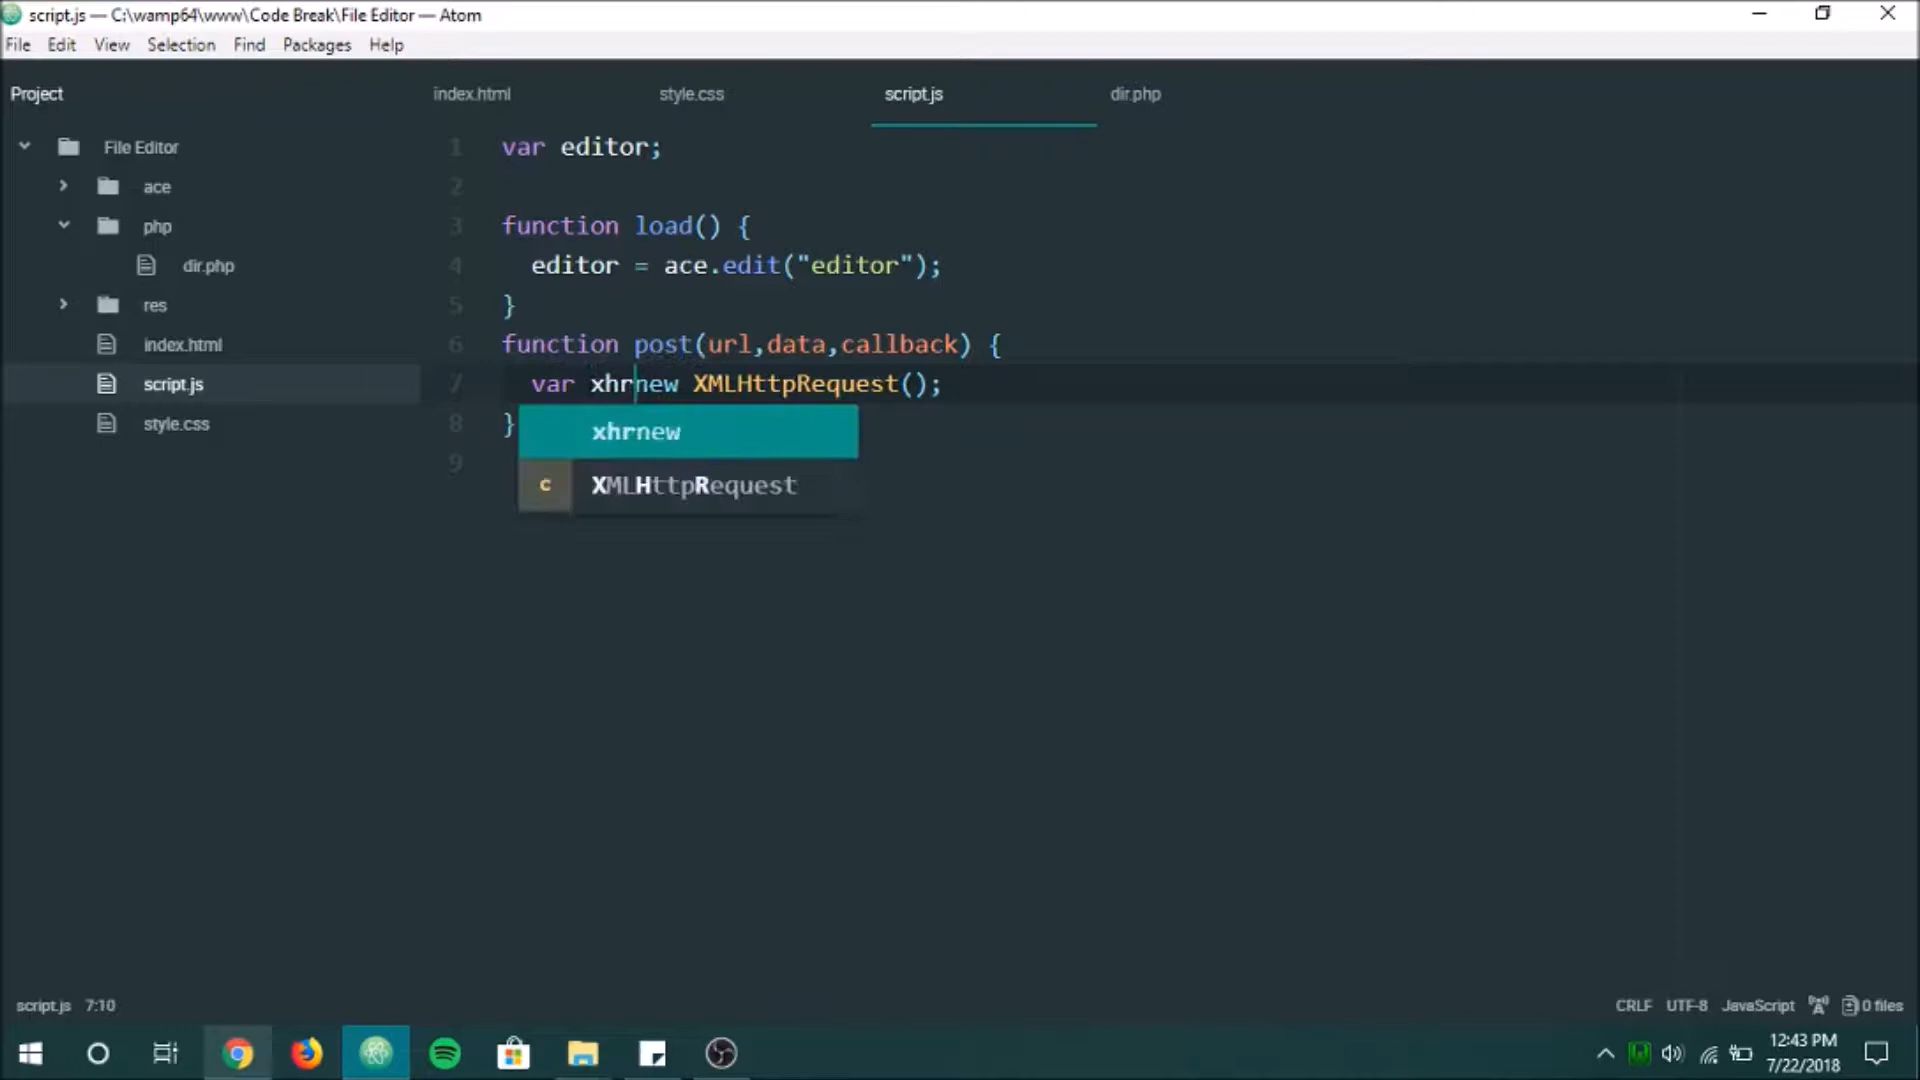 script.js — C:\wamp64\www\Code Break\File Editor — Atom
File Edit View Selection Find Packages Help
Project
index.html style.css script.js dir.php
File Editor
ace
php
dir.php
res
index.html
script.js
style.css
1 var editor;
2
3 function load() {
4 editor = ace.edit("editor");
5 }
6 function post(url,data,callback) {
7 var xhrnew XMLHttpRequest();
8 }
9
xhrnew
c XMLHttpRequest
script.js 7:10
CRLF UTF-8 JavaScript 0 files
12:43 PM
7/22/2018